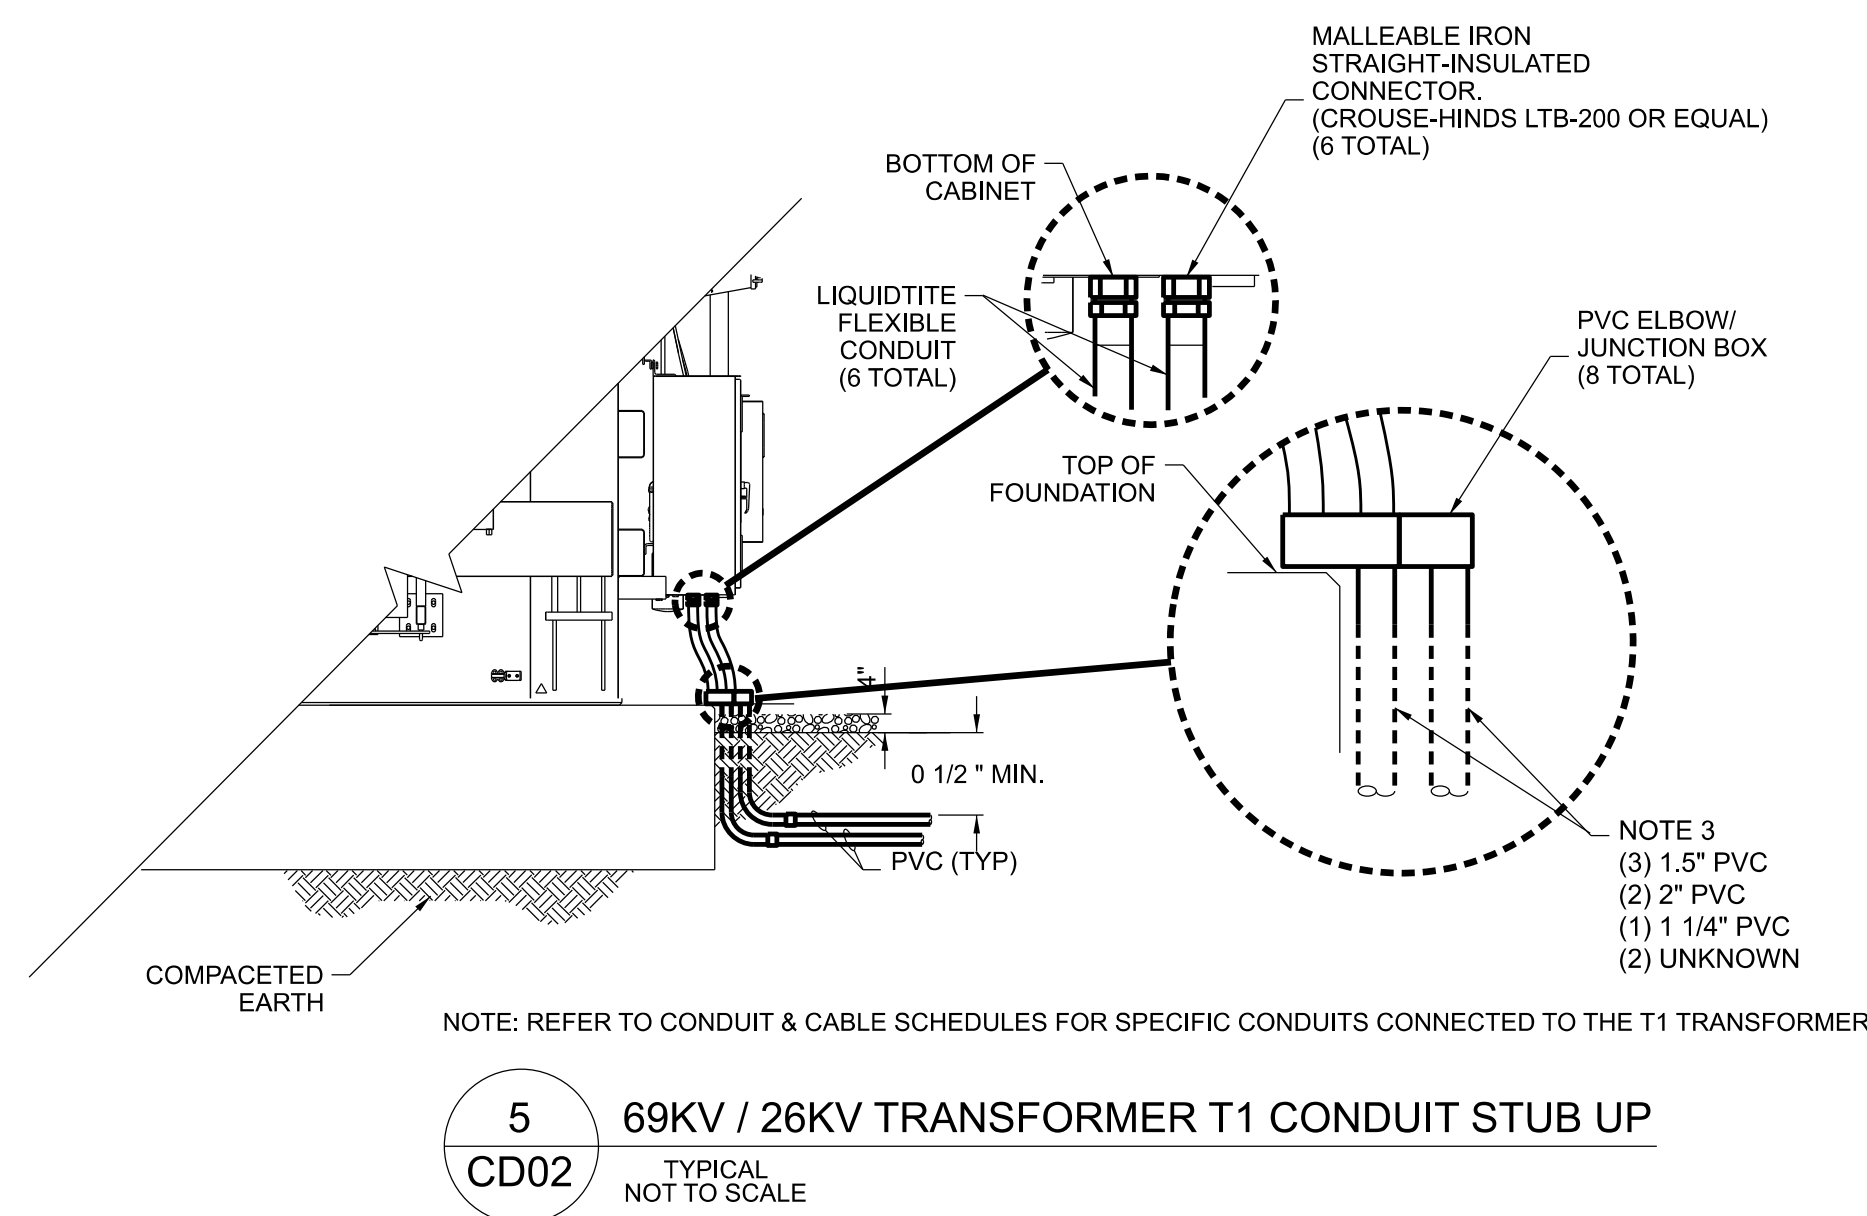 MALLEABLE IRON
STRAIGHT-INSULATED
CONNECTOR.
(CROUSE-HINDS LTB-200 OR EQUAL)
(6 TOTAL)
BOTTOM OF
CABINET
LIQUIDTITE
FLEXIBLE
CONDUIT
(6 TOTAL)
PVC ELBOW/
JUNCTION BOX
(8 TOTAL)
TOP OF
FOUNDATION
4"
0 1/2 " MIN.
PVC (TYP)
NOTE 3
(3) 1.5" PVC
(2) 2" PVC
(1) 1 1/4" PVC
(2) UNKNOWN
COMPACETED
EARTH
NOTE: REFER TO CONDUIT & CABLE SCHEDULES FOR SPECIFIC CONDUITS CONNECTED TO THE T1 TRANSFORMER
5
CD02
69KV / 26KV TRANSFORMER T1 CONDUIT STUB UP
TYPICAL
NOT TO SCALE